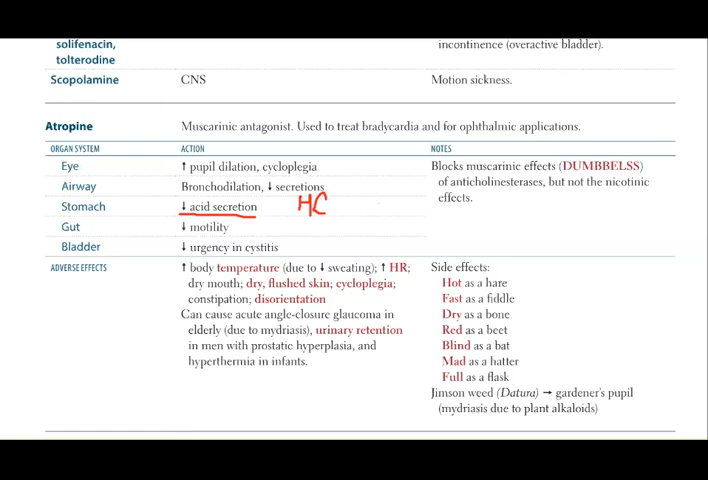 solifenacin,
incontinence (overactive bladder).
tolterodine
Scopolamine CNS Motion sickness.
Atropine Muscarinic antagonist. Used to treat bradycardia and for ophthalmic applications.
ORGAN SYSTEM ACTION NOTES
Eye ↑ pupil dilation, cycloplegia Blocks muscarinic effects (DUMBBELSS)
Airway Bronchodilation, ↓ secretions of anticholinesterases, but not the nicotinic
Stomach ↓ acid secretion HC effects.
Gut ↓ motility
Bladder ↓ urgency in cystitis
ADVERSE EFFECTS ↑ body temperature (due to ↓ sweating); ↑ HR; Side effects:
dry mouth; dry, flushed skin; cycloplegia; Hot as a hare
constipation; disorientation Fast as a fiddle
Can cause acute angle-closure glaucoma in Dry as a bone
elderly (due to mydriasis), urinary retention Red as a beet
in men with prostatic hyperplasia, and Blind as a bat
hyperthermia in infants. Mad as a hatter
Full as a flask
Jimson weed (Datura) → gardener's pupil
(mydriasis due to plant alkaloids)